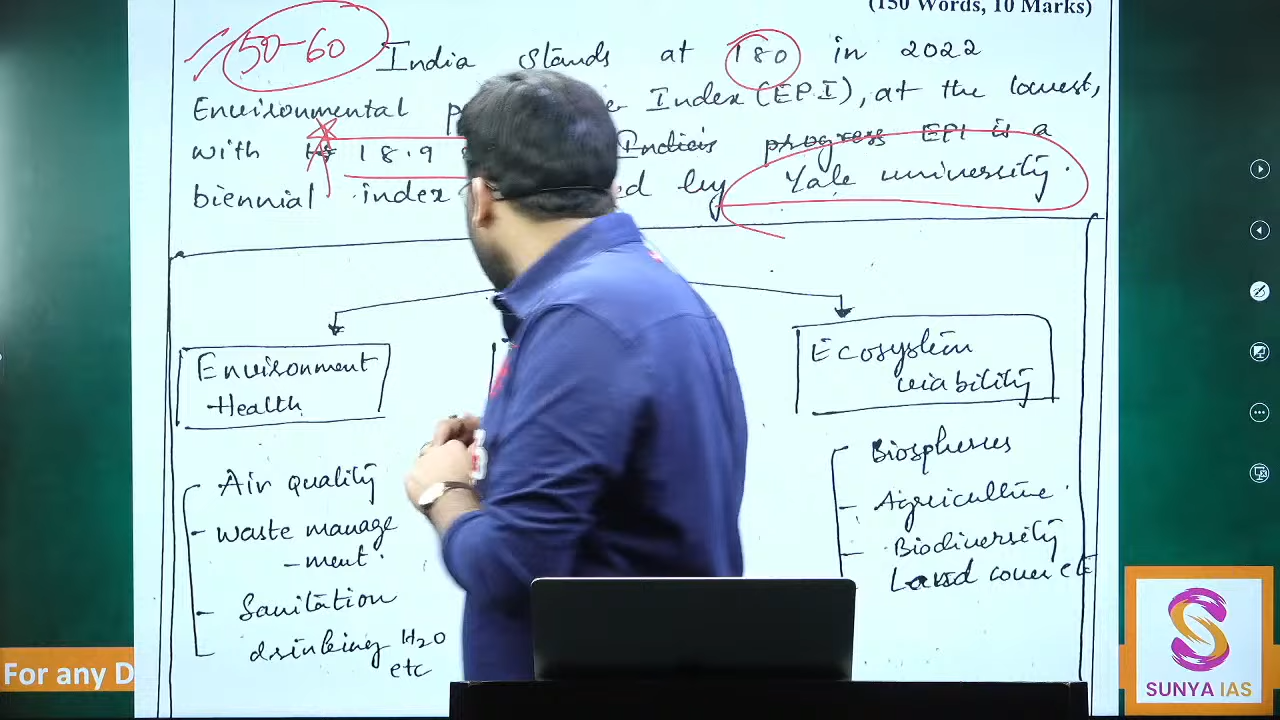 (150 Words, 10 Marks)
50-60 India stands at 180 in 2022
Environmental Index (EPI), at the lowest,
with 18.9 India's progress EPI is a
biennial index by Yale university.
Environment
Health
Ecosystem
viability
Air quality
- waste manage
- ment.
- Sanitation
drinking H2O
etc
Biospheres
- Agriculture.
- Biodiversity
Land cover etc
For any D
S
SUNYA IAS